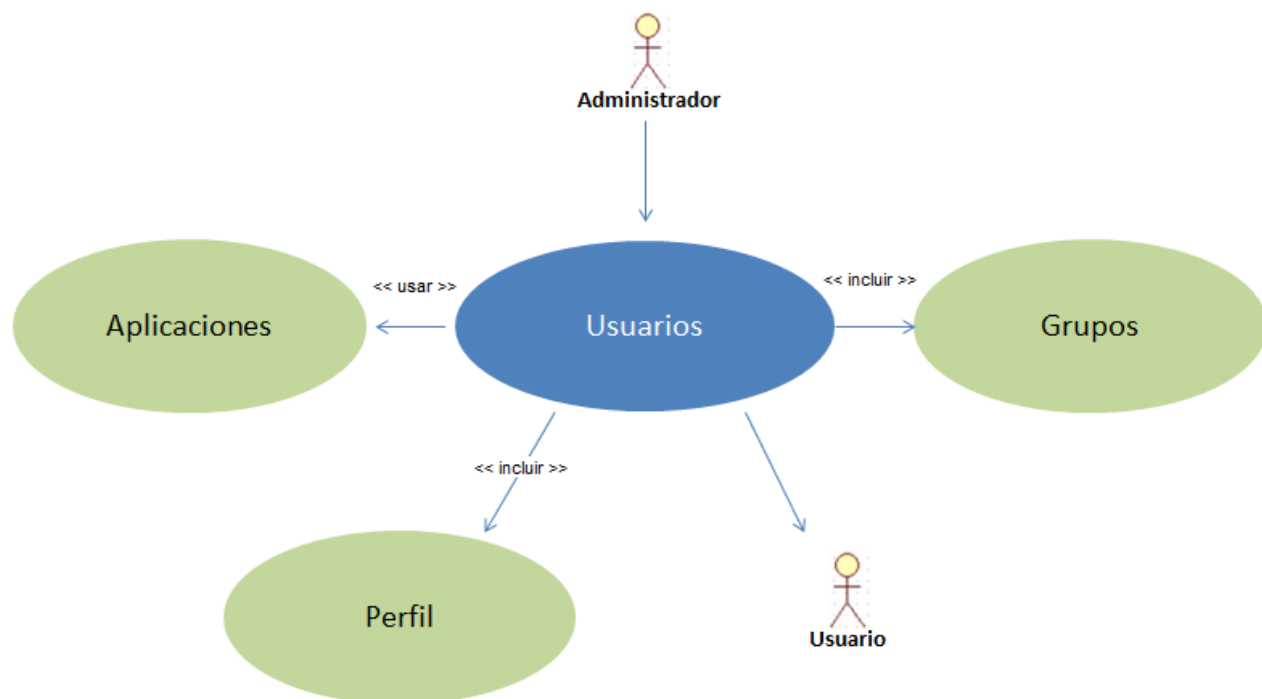 Administrador
<< usar >>
<< incluir >>
Aplicaciones
Usuarios
Grupos
<< incluir >>
Perfil
Usuario